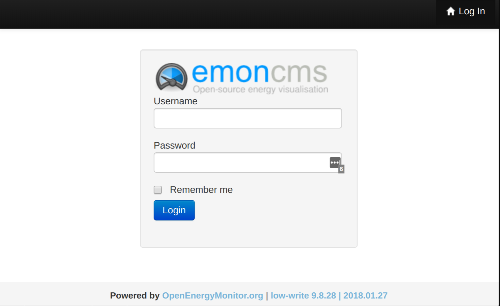 Log In
emoncms
Open-source energy visualisation
Username
Password
Remember me
Login
Powered by OpenEnergyMonitor.org | low-write 9.8.28 | 2018.01.27